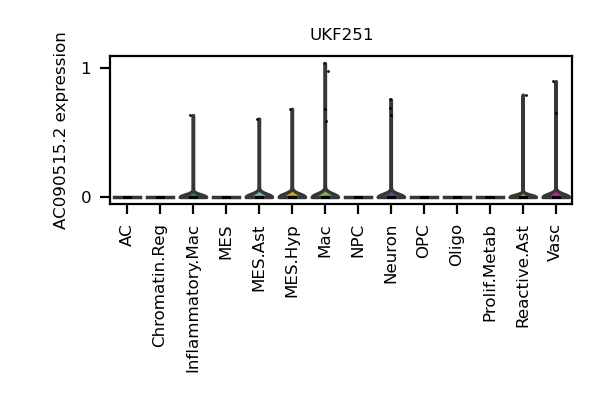 UKF251
AC090515.2 expression
1
0
AC
Chromatin.Reg
Inflammatory.Mac
MES
MES.Ast
MES.Hyp
Mac
NPC
Neuron
OPC
Oligo
Prolif.Metab
Reactive.Ast
Vasc